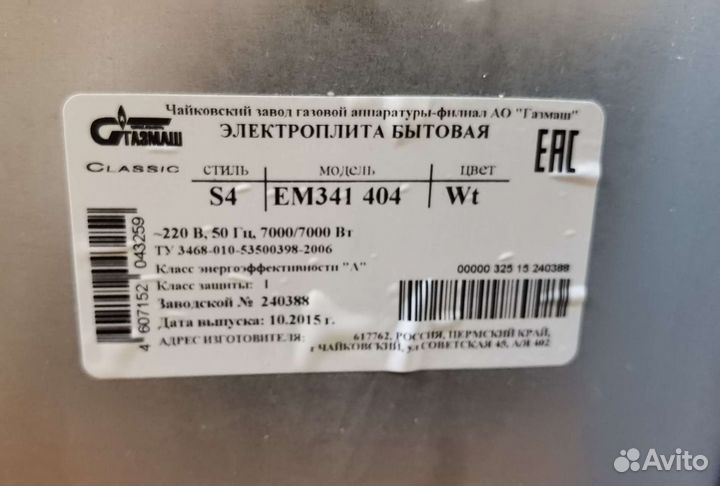 Чайковский завод газовой аппаратуры-филиал АО "Газмаш"
ГАЗМАШ
ЭЛЕКТРОПЛИТА БЫТОВАЯ
EAC
CLASSIC
СТИЛЬ МОДЕЛЬ ЦВЕТ
S4 EM341 404 Wt
~220 В, 50 Гц, 7000/7000 Вт
ТУ 3468-010-53500398-2006
Класс энергоэффективности "А"
00000 325 15 240388
Класс защиты: I
Заводской № 240388
Дата выпуска: 10.2015 г.
АДРЕС ИЗГОТОВИТЕЛЯ: 617762, РОССИЯ, ПЕРМСКИЙ КРАЙ,
г ЧАЙКОВСКИЙ, ул СОВЕТСКАЯ 45, А/Я 402
4 607152 043259
Avito